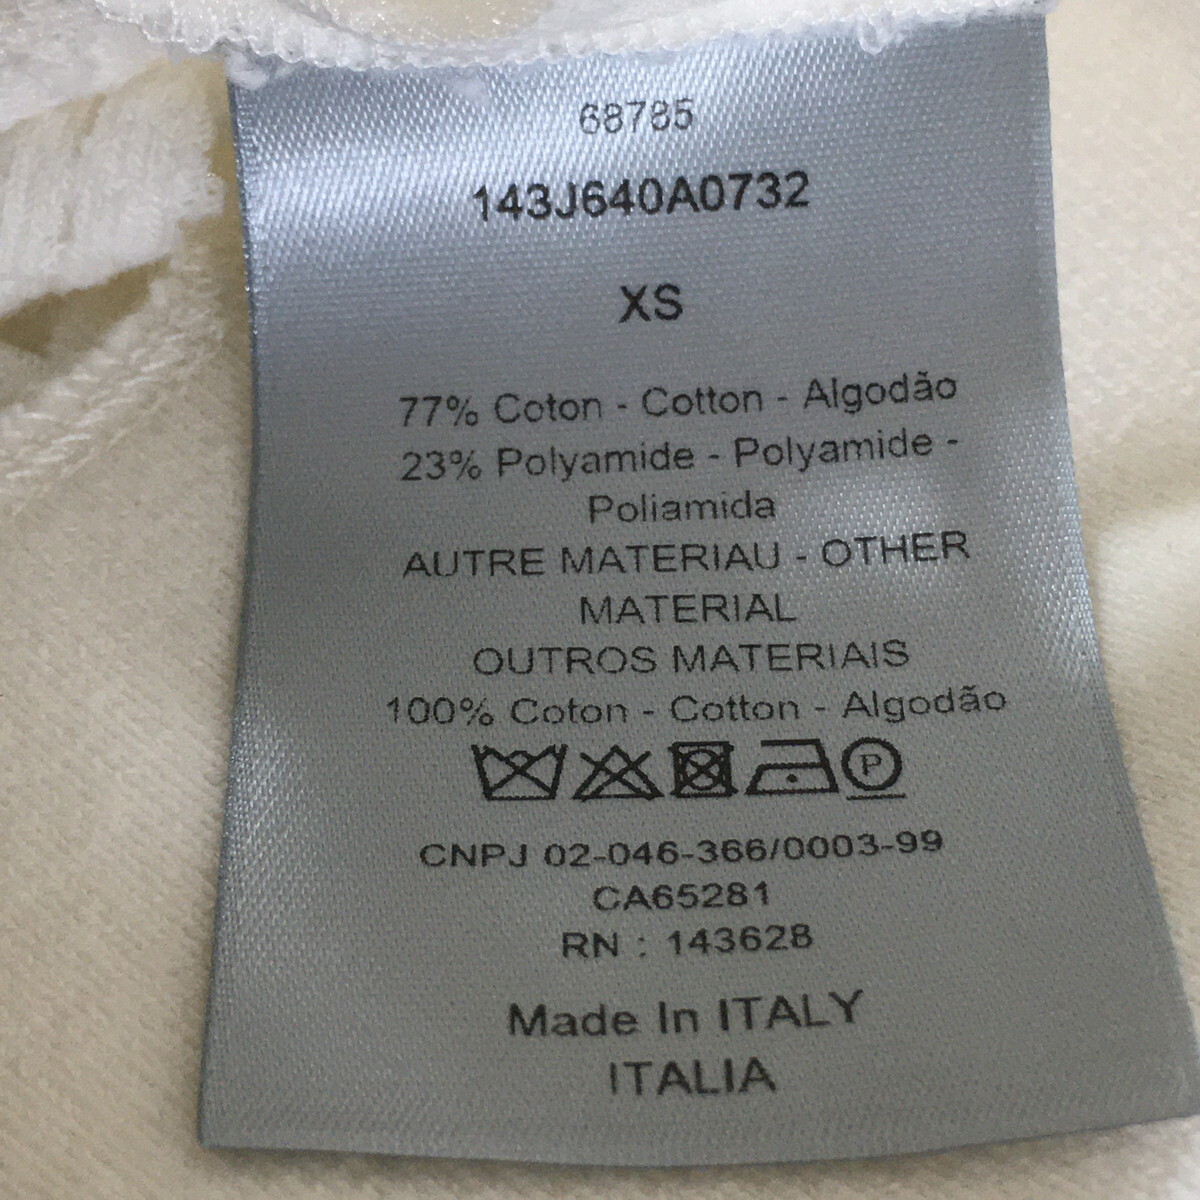 68785
143J640A0732
XS
77% Coton - Cotton - Algodão
23% Polyamide - Polyamide -
Poliamida
AUTRE MATERIAU - OTHER
MATERIAL
OUTROS MATERIAIS
100% Coton - Cotton - Algodão
P
CNPJ 02-046-366/0003-99
CA65281
RN : 143628
Made In ITALY
ITALIA